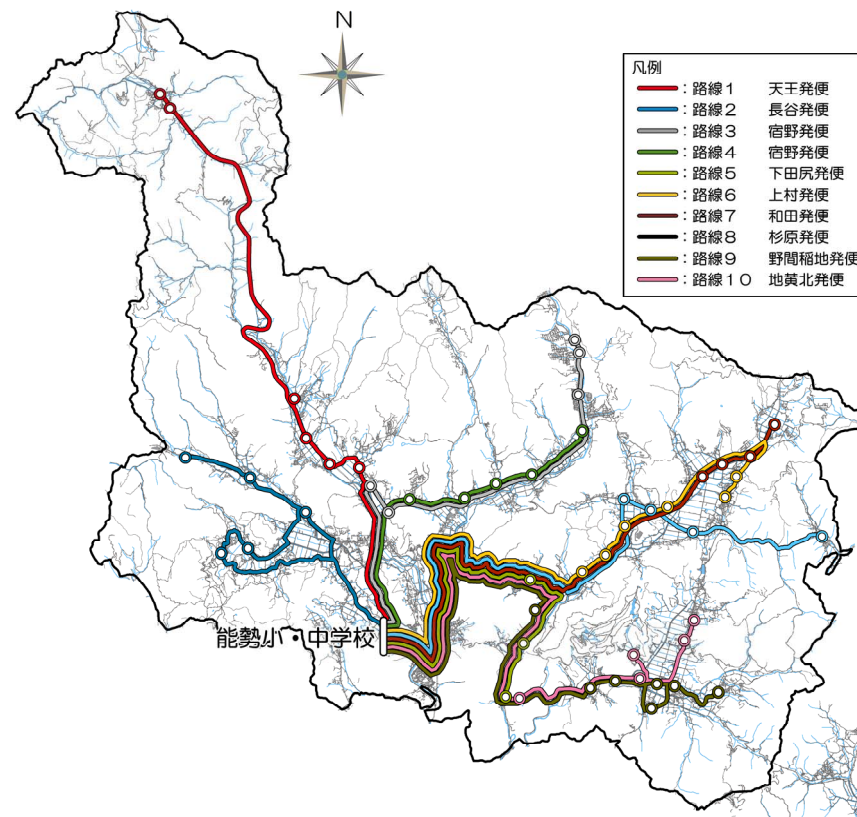 N
凡例
：路線１　天王発便
：路線２　長谷発便
：路線３　宿野発便
：路線４　宿野発便
：路線５　下田尻発便
：路線６　上村発便
：路線７　和田発便
：路線８　杉原発便
：路線９　野間稲地発便
：路線１０　地黄北発便
能勢小・中学校